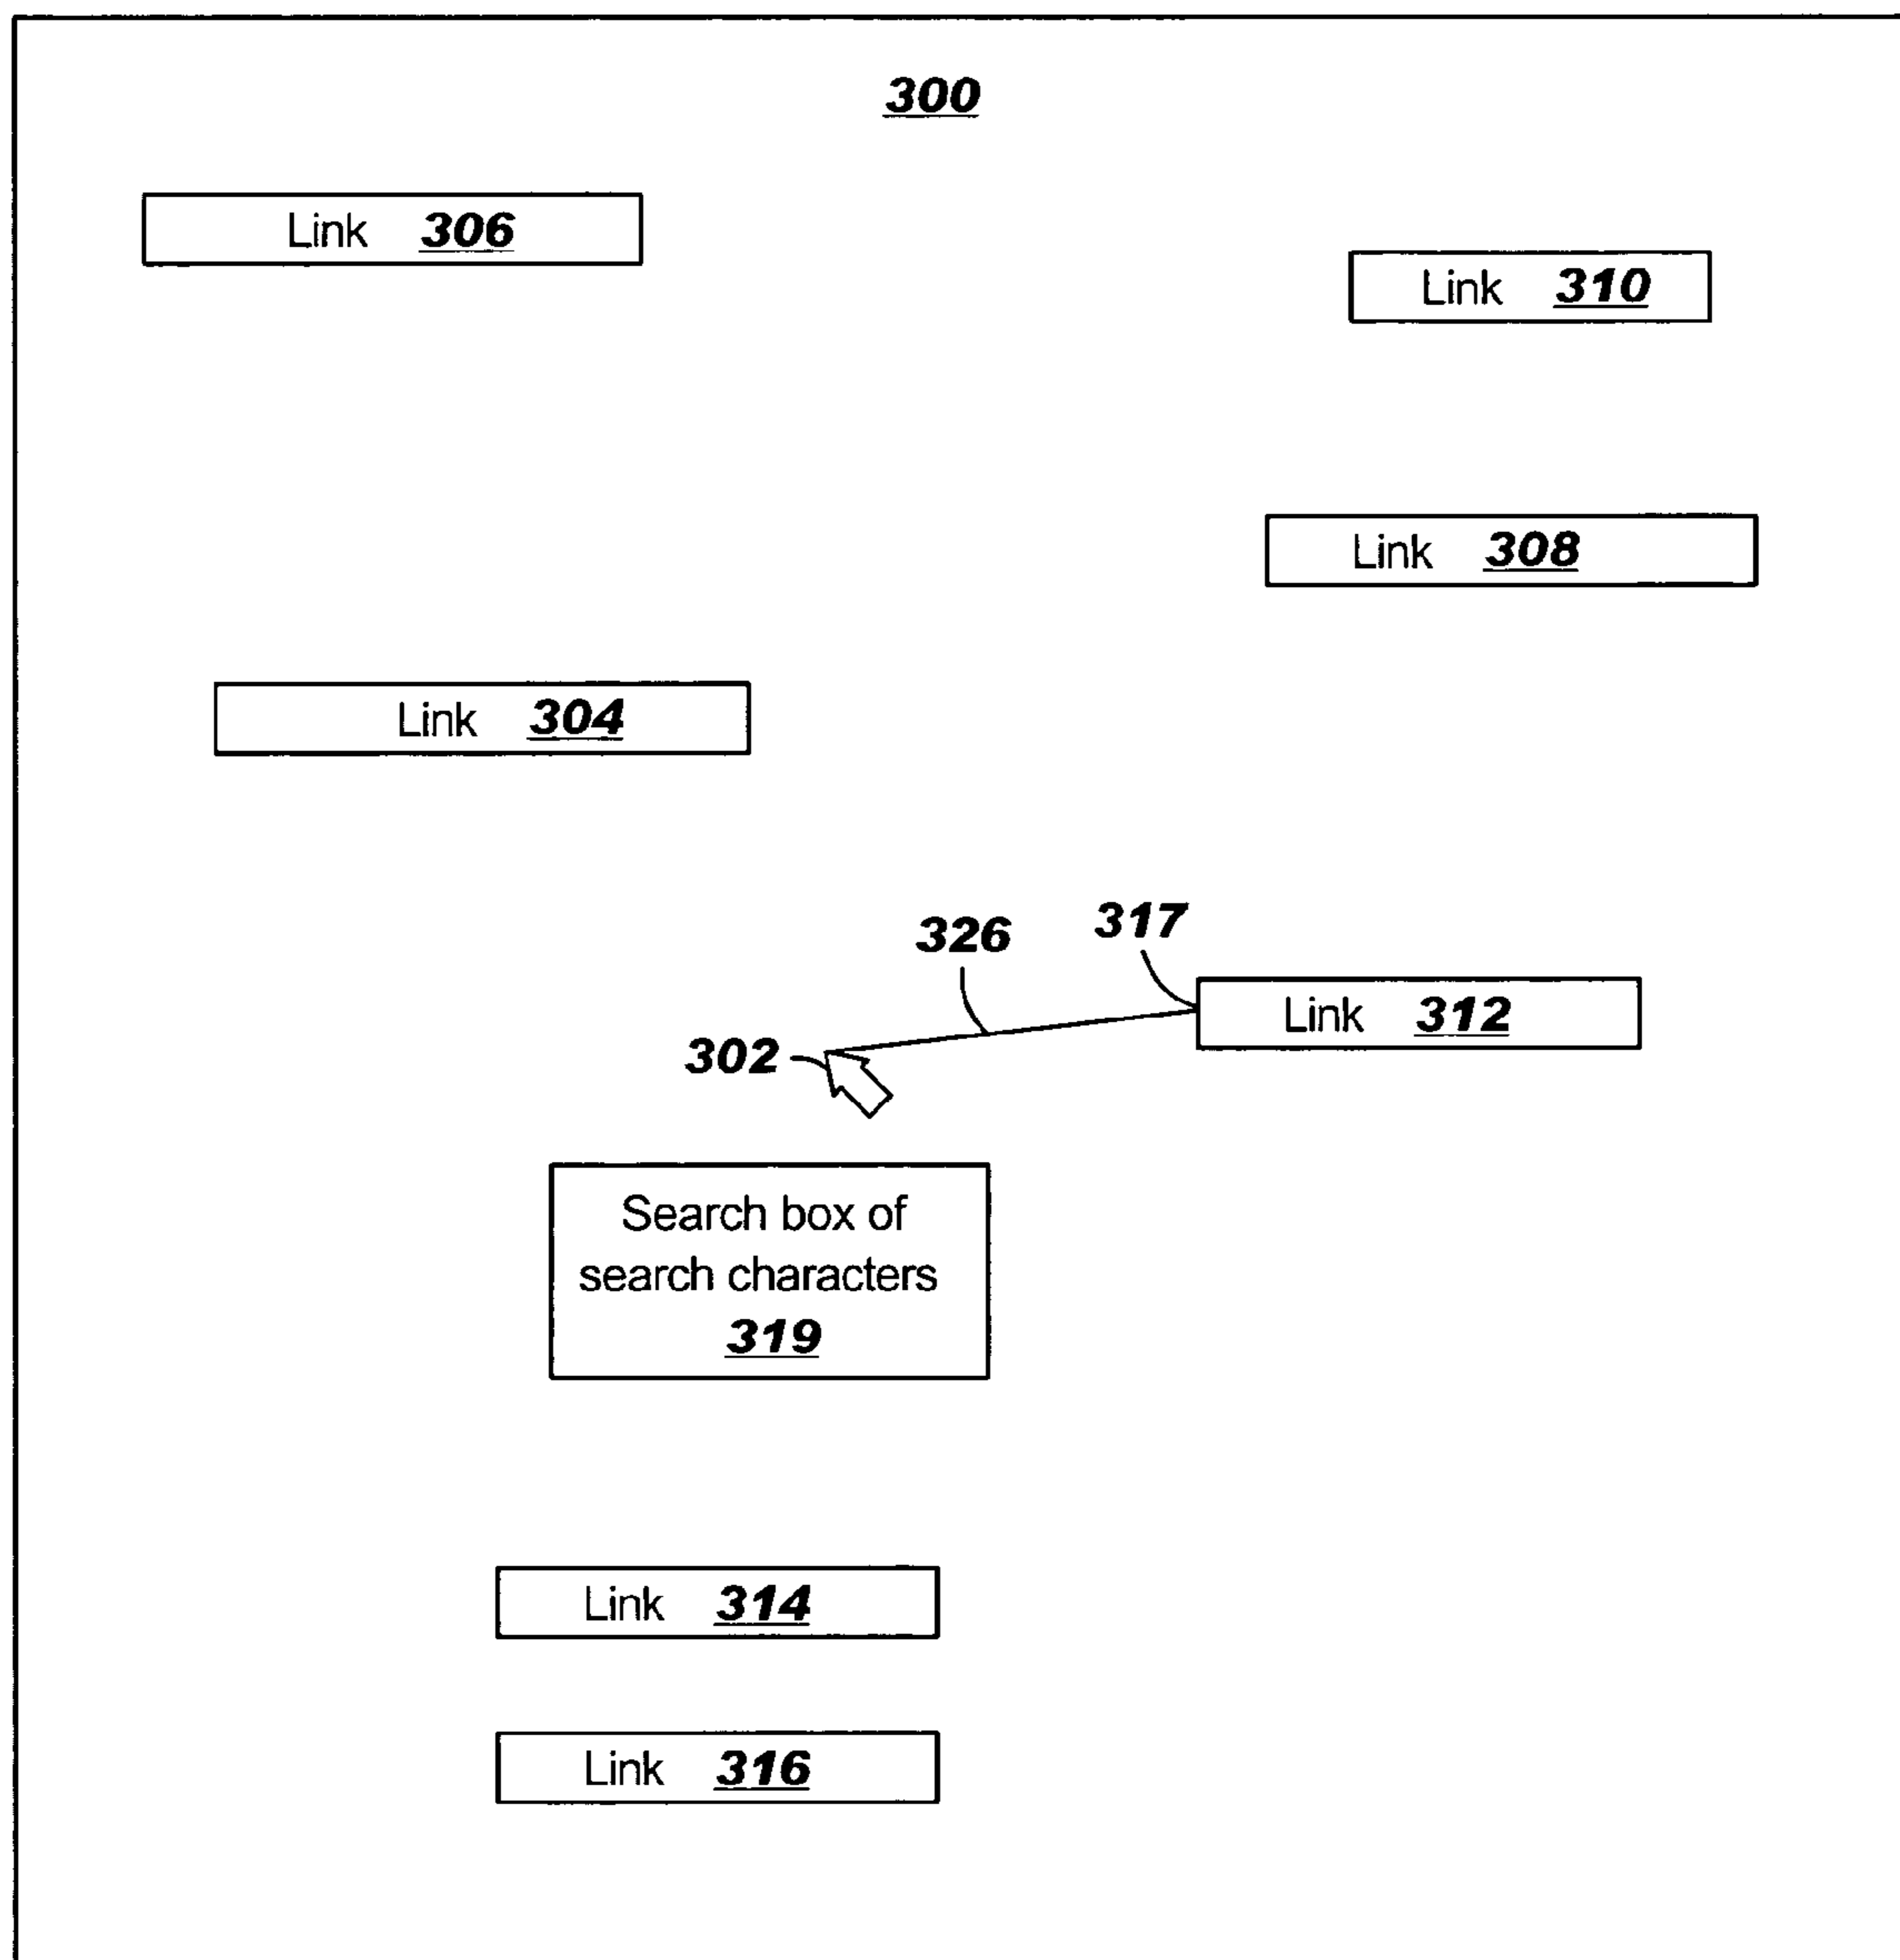 300
Link 306
Link 310
Link 308
Link 304
326
317
Link 312
302
Search box of
search characters
319
Link 314
Link 316